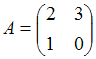 A = (2 3
1 0)